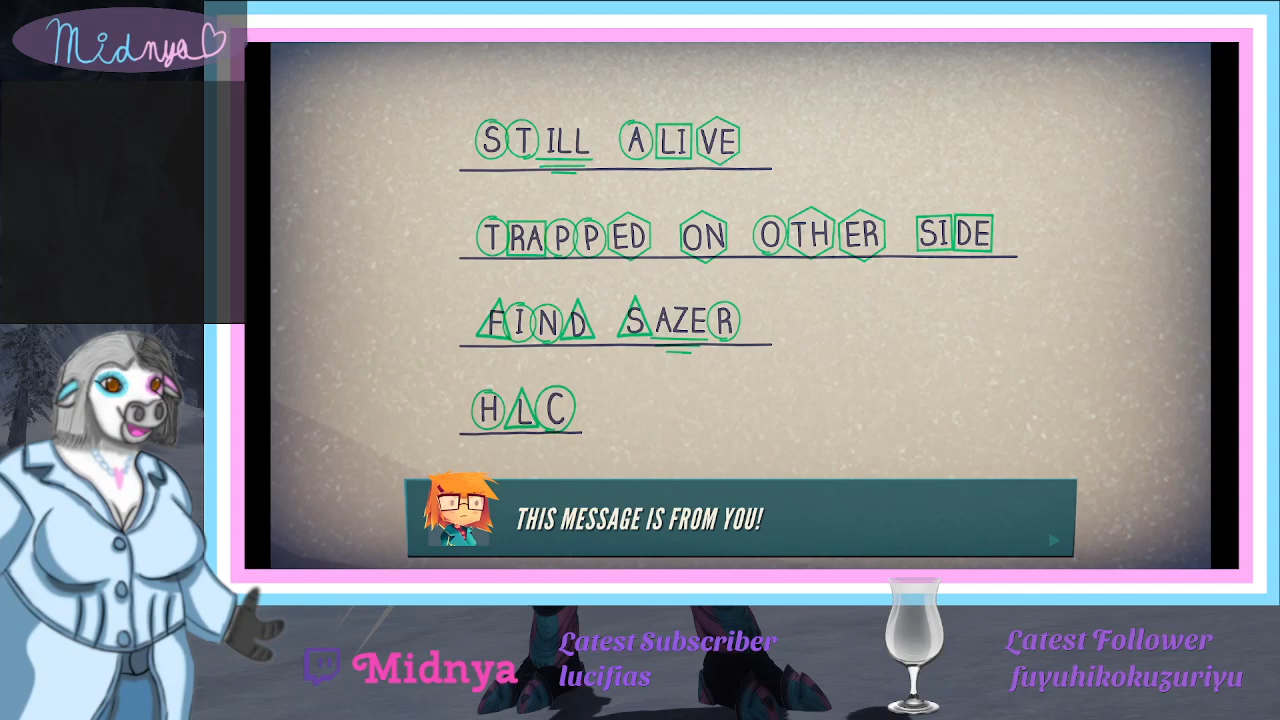 Midnya
STILL ALIVE
TRAPPED ON OTHER SIDE
FIND SAZER
HLC
THIS MESSAGE IS FROM YOU!
Midnya
Latest Subscriber
lucifias
Latest Follower
fuyuhikokuzuriyu